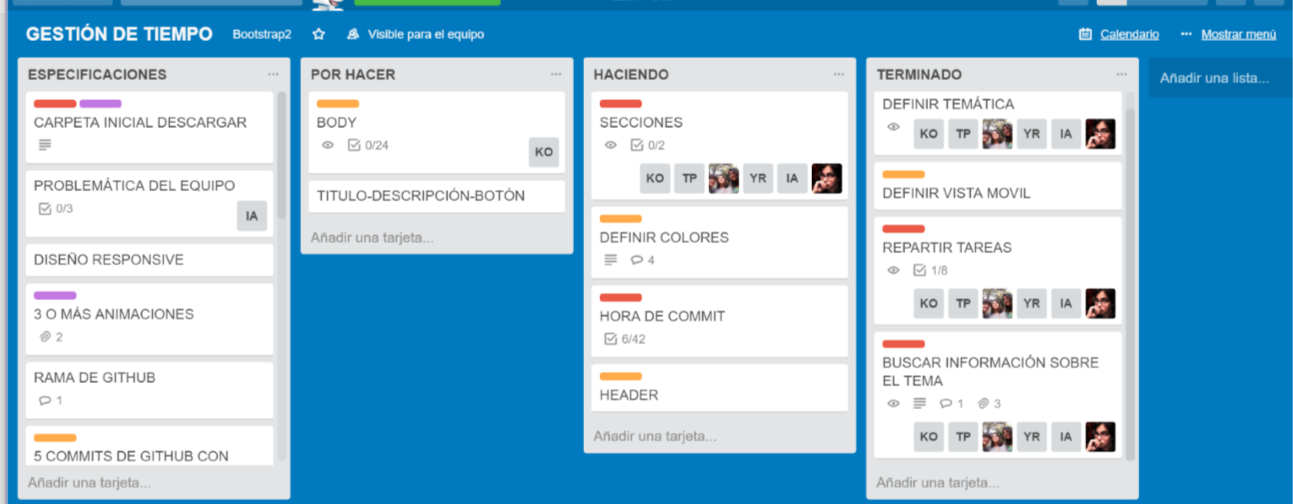 GESTIÓN DE TIEMPO Bootstrap2 Visible para el equipo Calendario ... Mostrar menú
ESPECIFICACIONES ...
CARPETA INICIAL DESCARGAR
PROBLEMÁTICA DEL EQUIPO
0/3
IA
DISEÑO RESPONSIVE
3 O MÁS ANIMACIONES
2
RAMA DE GITHUB
1
5 COMMITS DE GITHUB CON
Añadir una tarjeta...
POR HACER ...
BODY
0/24
KO
TITULO-DESCRIPCIÓN-BOTÓN
Añadir una tarjeta...
HACIENDO ...
SECCIONES
0/2
KO TP YR IA
DEFINIR COLORES
4
HORA DE COMMIT
6/42
HEADER
Añadir una tarjeta...
TERMINADO ...
DEFINIR TEMÁTICA
KO TP YR IA
DEFINIR VISTA MOVIL
REPARTIR TAREAS
1/8
KO TP YR IA
BUSCAR INFORMACIÓN SOBRE
EL TEMA
1 3
KO TP YR IA
Añadir una tarjeta...
Añadir una lista...